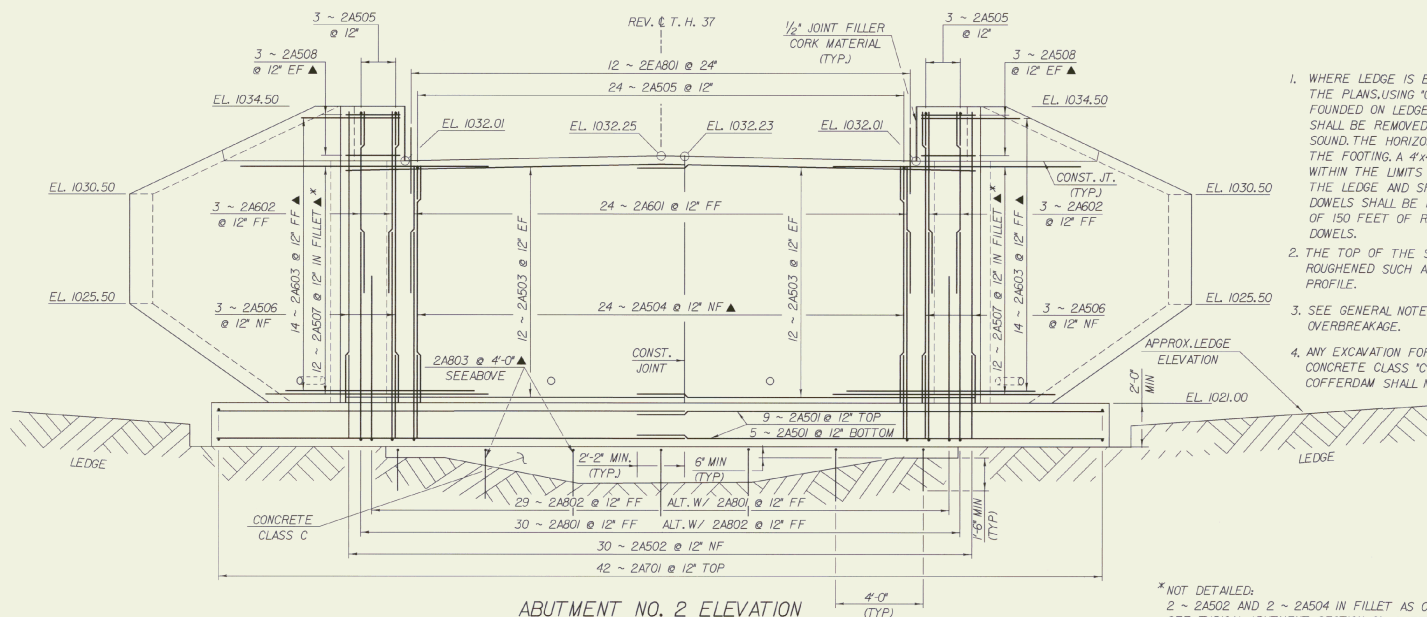 3 ~ 2A505
@ 12"
REV. ℄ T. H. 37
½" JOINT FILLER
CORK MATERIAL
(TYP.)
3 ~ 2A505
@ 12"
3 ~ 2A508
@ 12" EF ▲
12 ~ 2EA801 @ 24"
3 ~ 2A508
@ 12" EF ▲
24 ~ 2A505 @ 12"
EL. 1034.50
EL. 1034.50
EL. 1032.01
EL. 1032.25
EL. 1032.23
EL. 1032.01
CONST. JT.
(TYP.)
EL. 1030.50
EL. 1030.50
3 ~ 2A602
@ 12" FF
24 ~ 2A601 @ 12" FF
3 ~ 2A602
@ 12" FF
14 ~ 2A603 @ 12" FF ▲
12 ~ 2A507 @ 12" IN FILLET ▲ *
12 ~ 2A503 @ 12" EF
12 ~ 2A503 @ 12" EF
12 ~ 2A507 @ 12" IN FILLET ▲ *
14 ~ 2A603 @ 12" FF ▲
EL. 1025.50
EL. 1025.50
3 ~ 2A506
@ 12" NF
24 ~ 2A504 @ 12" NF ▲
3 ~ 2A506
@ 12" NF
2A803 @ 4'-0" ▲
SEEABOVE
CONST.
JOINT
APPROX.LEDGE
ELEVATION
2'-0"
MIN
EL. 1021.00
9 ~ 2A501 @ 12" TOP
5 ~ 2A501 @ 12" BOTTOM
LEDGE
2'-2" MIN.
(TYP.)
6" MIN
(TYP)
LEDGE
29 ~ 2A802 @ 12" FF ALT. W/ 2A801 @ 12" FF
CONCRETE
CLASS C
30 ~ 2A801 @ 12" FF ALT. W/ 2A802 @ 12" FF
1'-6" MIN
(TYP)
30 ~ 2A502 @ 12" NF
42 ~ 2A701 @ 12" TOP
4'-0"
(TYP)
ABUTMENT NO. 2 ELEVATION
1. WHERE LEDGE IS
THE PLANS,USING
FOUNDED ON LEDGE
SHALL BE REMOVED
SOUND.THE
THE FOOTING. A
WITHIN THE LIMITS
THE LEDGE AND
DOWELS SHALL BE
OF 150 FEET OF
DOWELS.
2. THE TOP OF THE
ROUGHENED SUCH
PROFILE.
3. SEE GENERAL NOTE
OVERBREAKAGE.
4. ANY EXCAVATION FOR
CONCRETE CLASS "C
COFFERDAM SHALL
* NOT DETAILED:
2 ~ 2A502 AND 2 ~ 2A504 IN FILLET AS